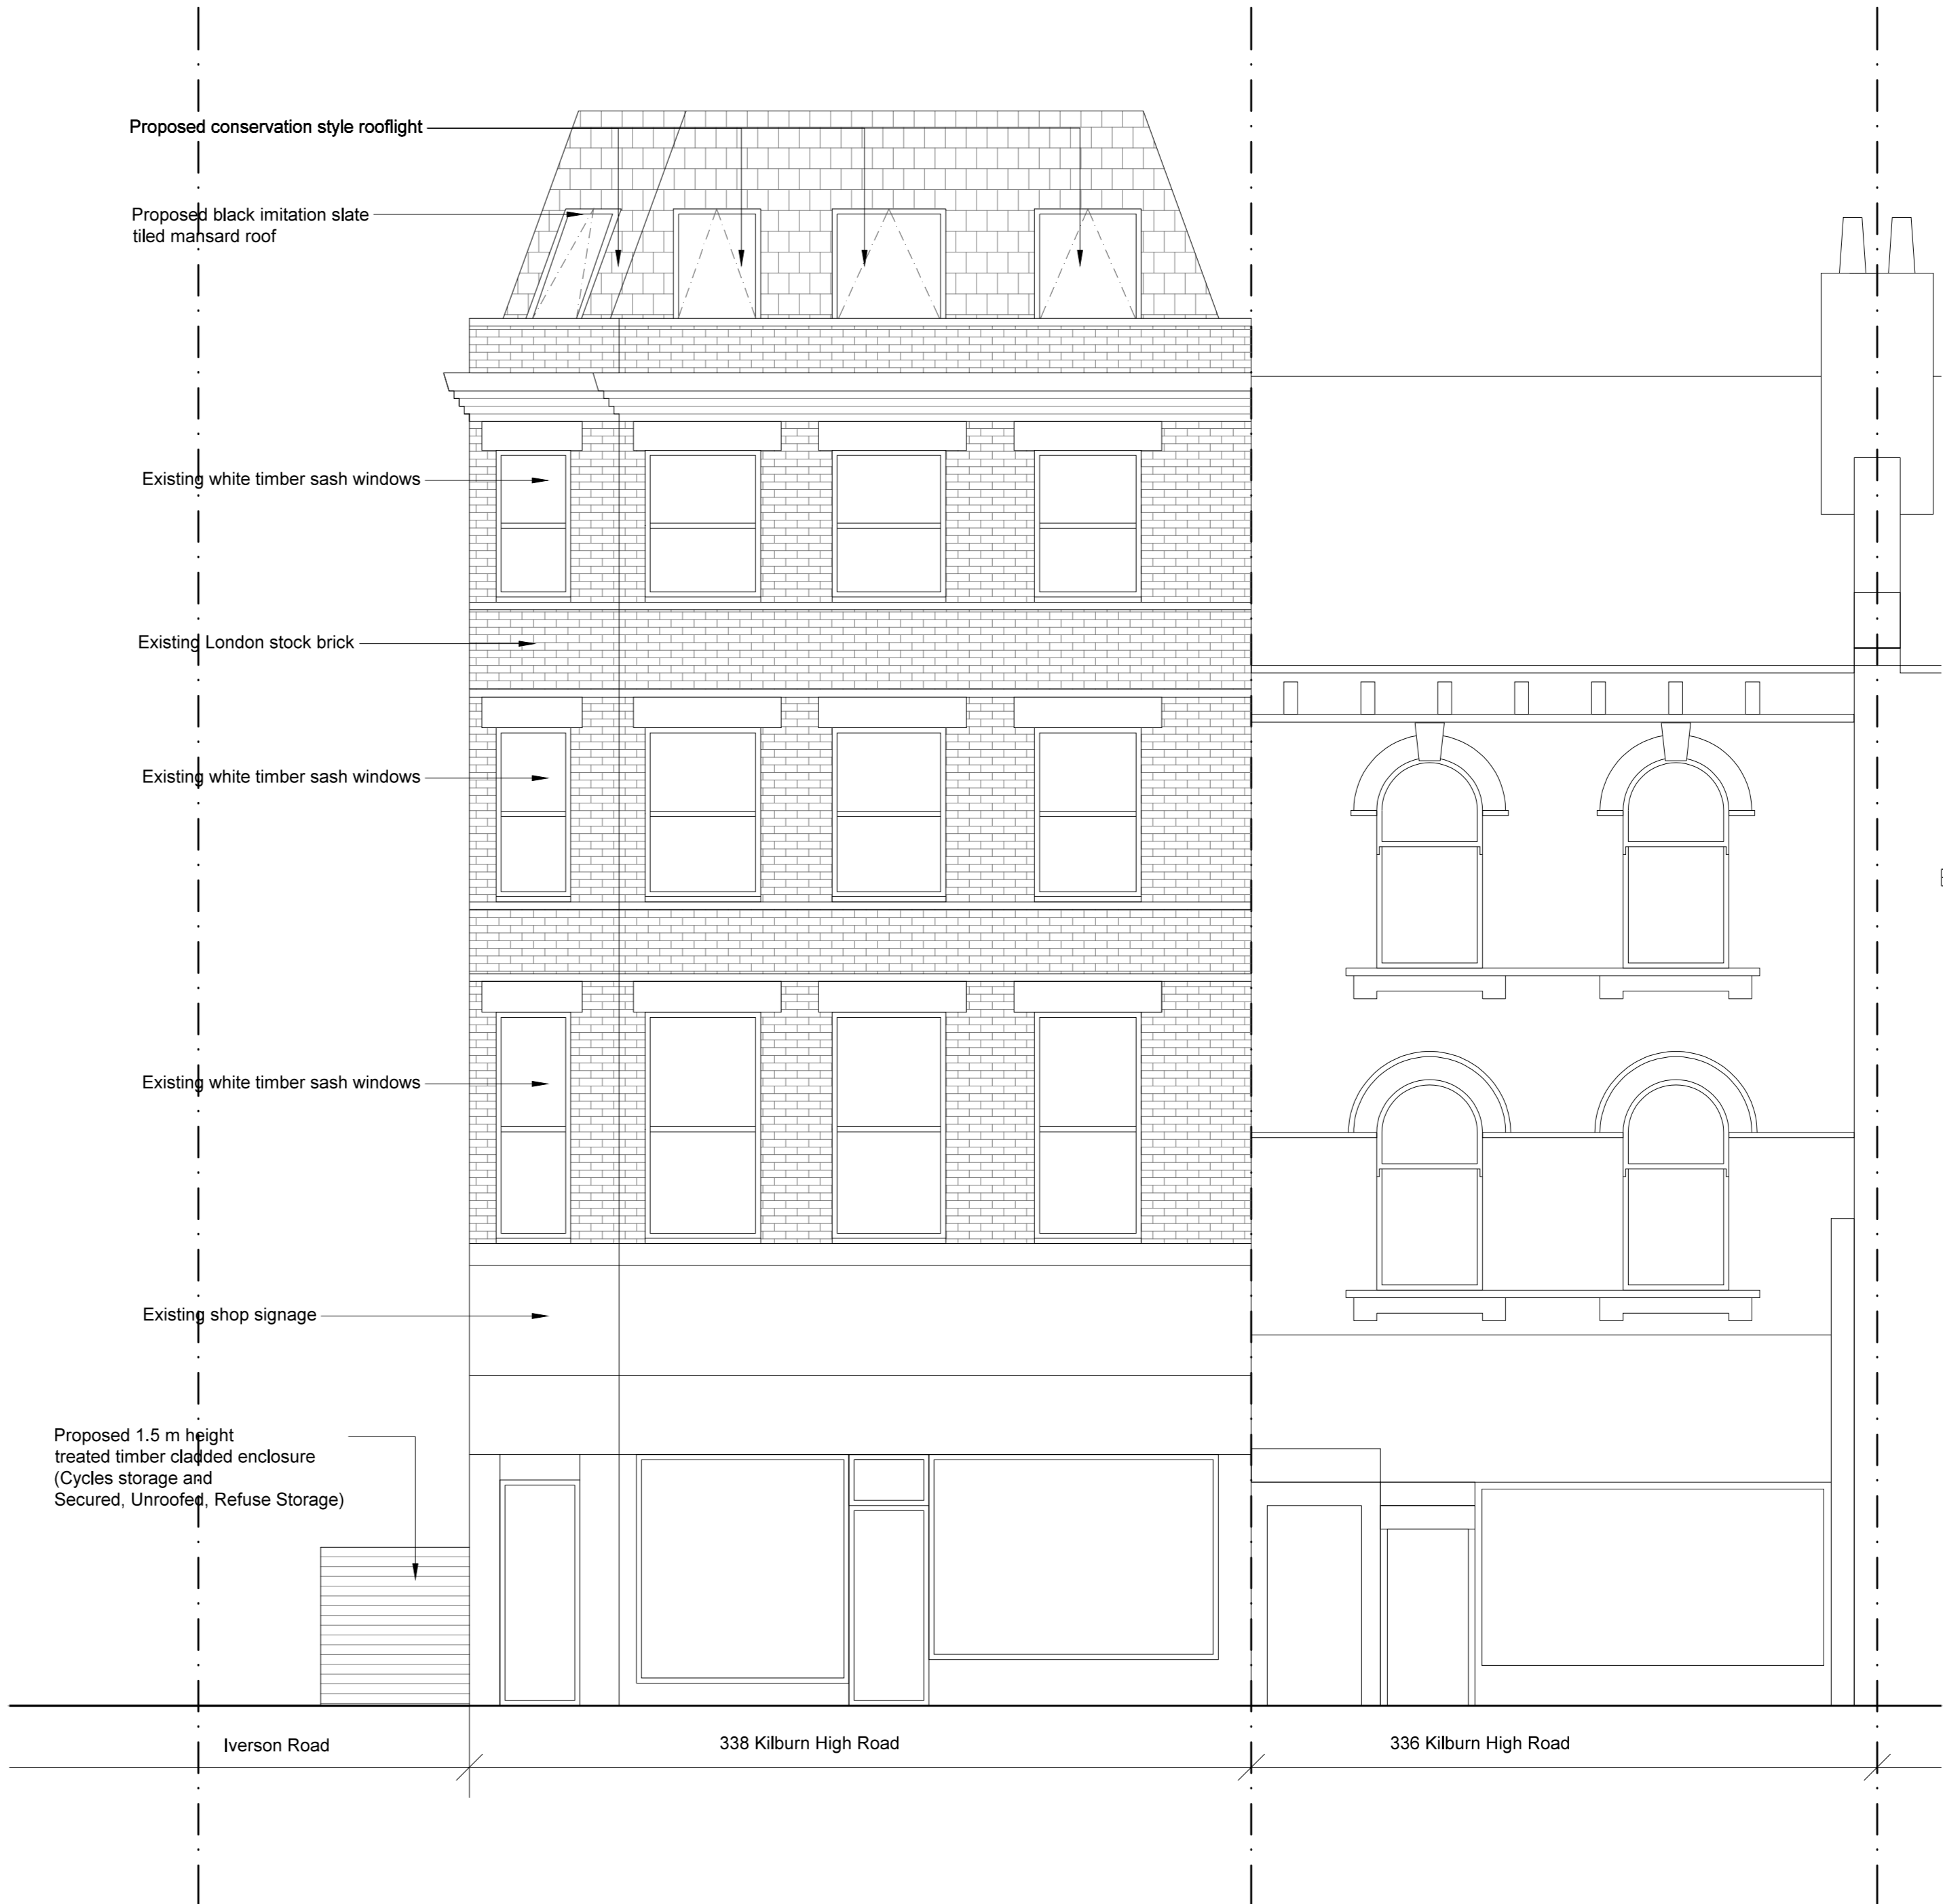 Proposed conservation style rooflight
Proposed black imitation slate
tiled mansard roof
Existing white timber sash windows
Existing London stock brick
Existing white timber sash windows
Existing white timber sash windows
Existing shop signage
Proposed 1.5 m height
treated timber cladded enclosure
(Cycles storage and
Secured, Unroofed, Refuse Storage)
Iverson Road
338 Kilburn High Road
336 Kilburn High Road